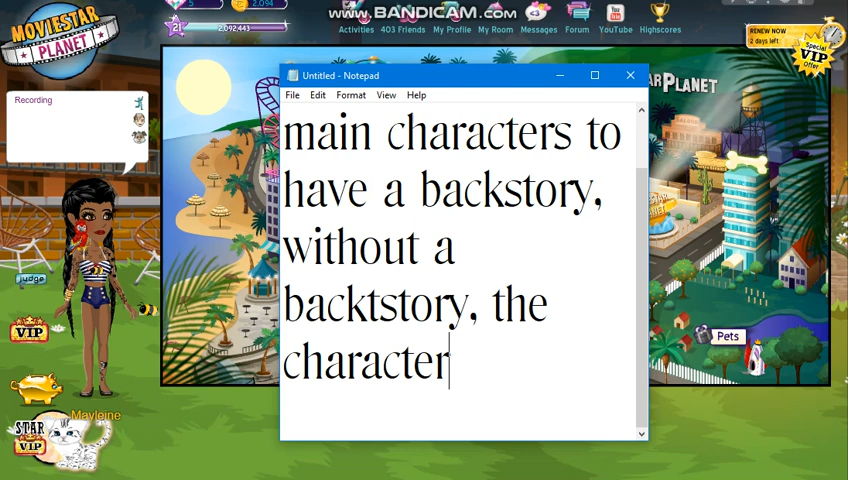 www.BANDICAM.com
5
2,094
21
2,092,443
MOVIESTAR
PLANET
Activities
403 Friends
My Profile
My Room
Messages
Forum
YouTube
Highscores
RENEW NOW
2 days left
Special
VIP
Offer
Recording
Untitled - Notepad
File Edit Format View Help
main characters to
have a backstory,
without a
backtstory, the
character
judge
VIP
STAR
VIP
Mayleine
Pets